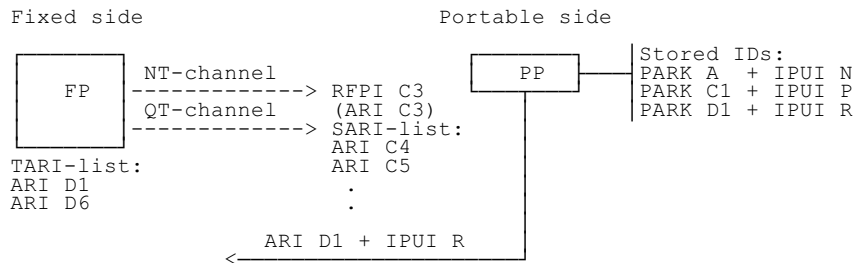 Fixed side
Portable side
Stored IDs:
NT-channel
PP
PARK A + IPUI N
FP
RFPI C3
PARK C1 + IPUI P
QT-channel
(ARI C3)
PARK D1 + IPUI R
SARI-list:
ARI C4
TARI-list:
ARI C5
ARI D1
.
ARI D6
.
ARI D1 + IPUI R